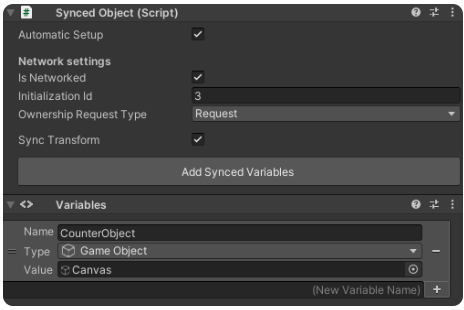 Synced Object (Script)
Automatic Setup
Network settings
Is Networked
Initialization Id 3
Ownership Request Type Request
Sync Transform
Add Synced Variables
Variables
Name CounterObject
Type Game Object
Value Canvas
(New Variable Name)